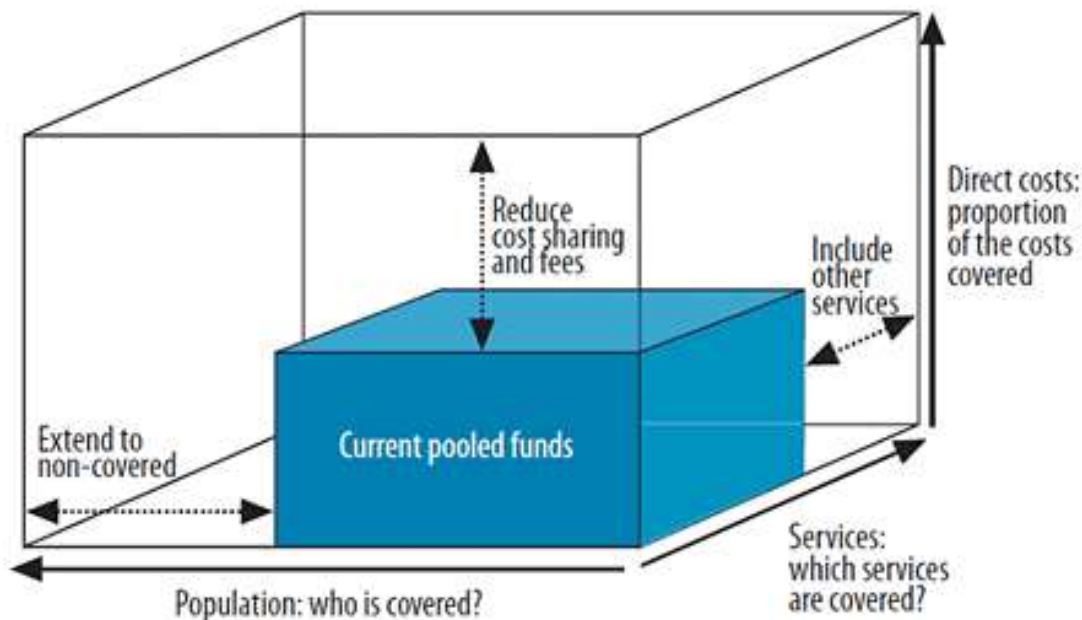 Reduce
cost sharing
and fees
Include
other
services
Direct costs:
proportion
of the costs
covered
Extend to
non-covered
Current pooled funds
Services:
which services
are covered?
Population: who is covered?